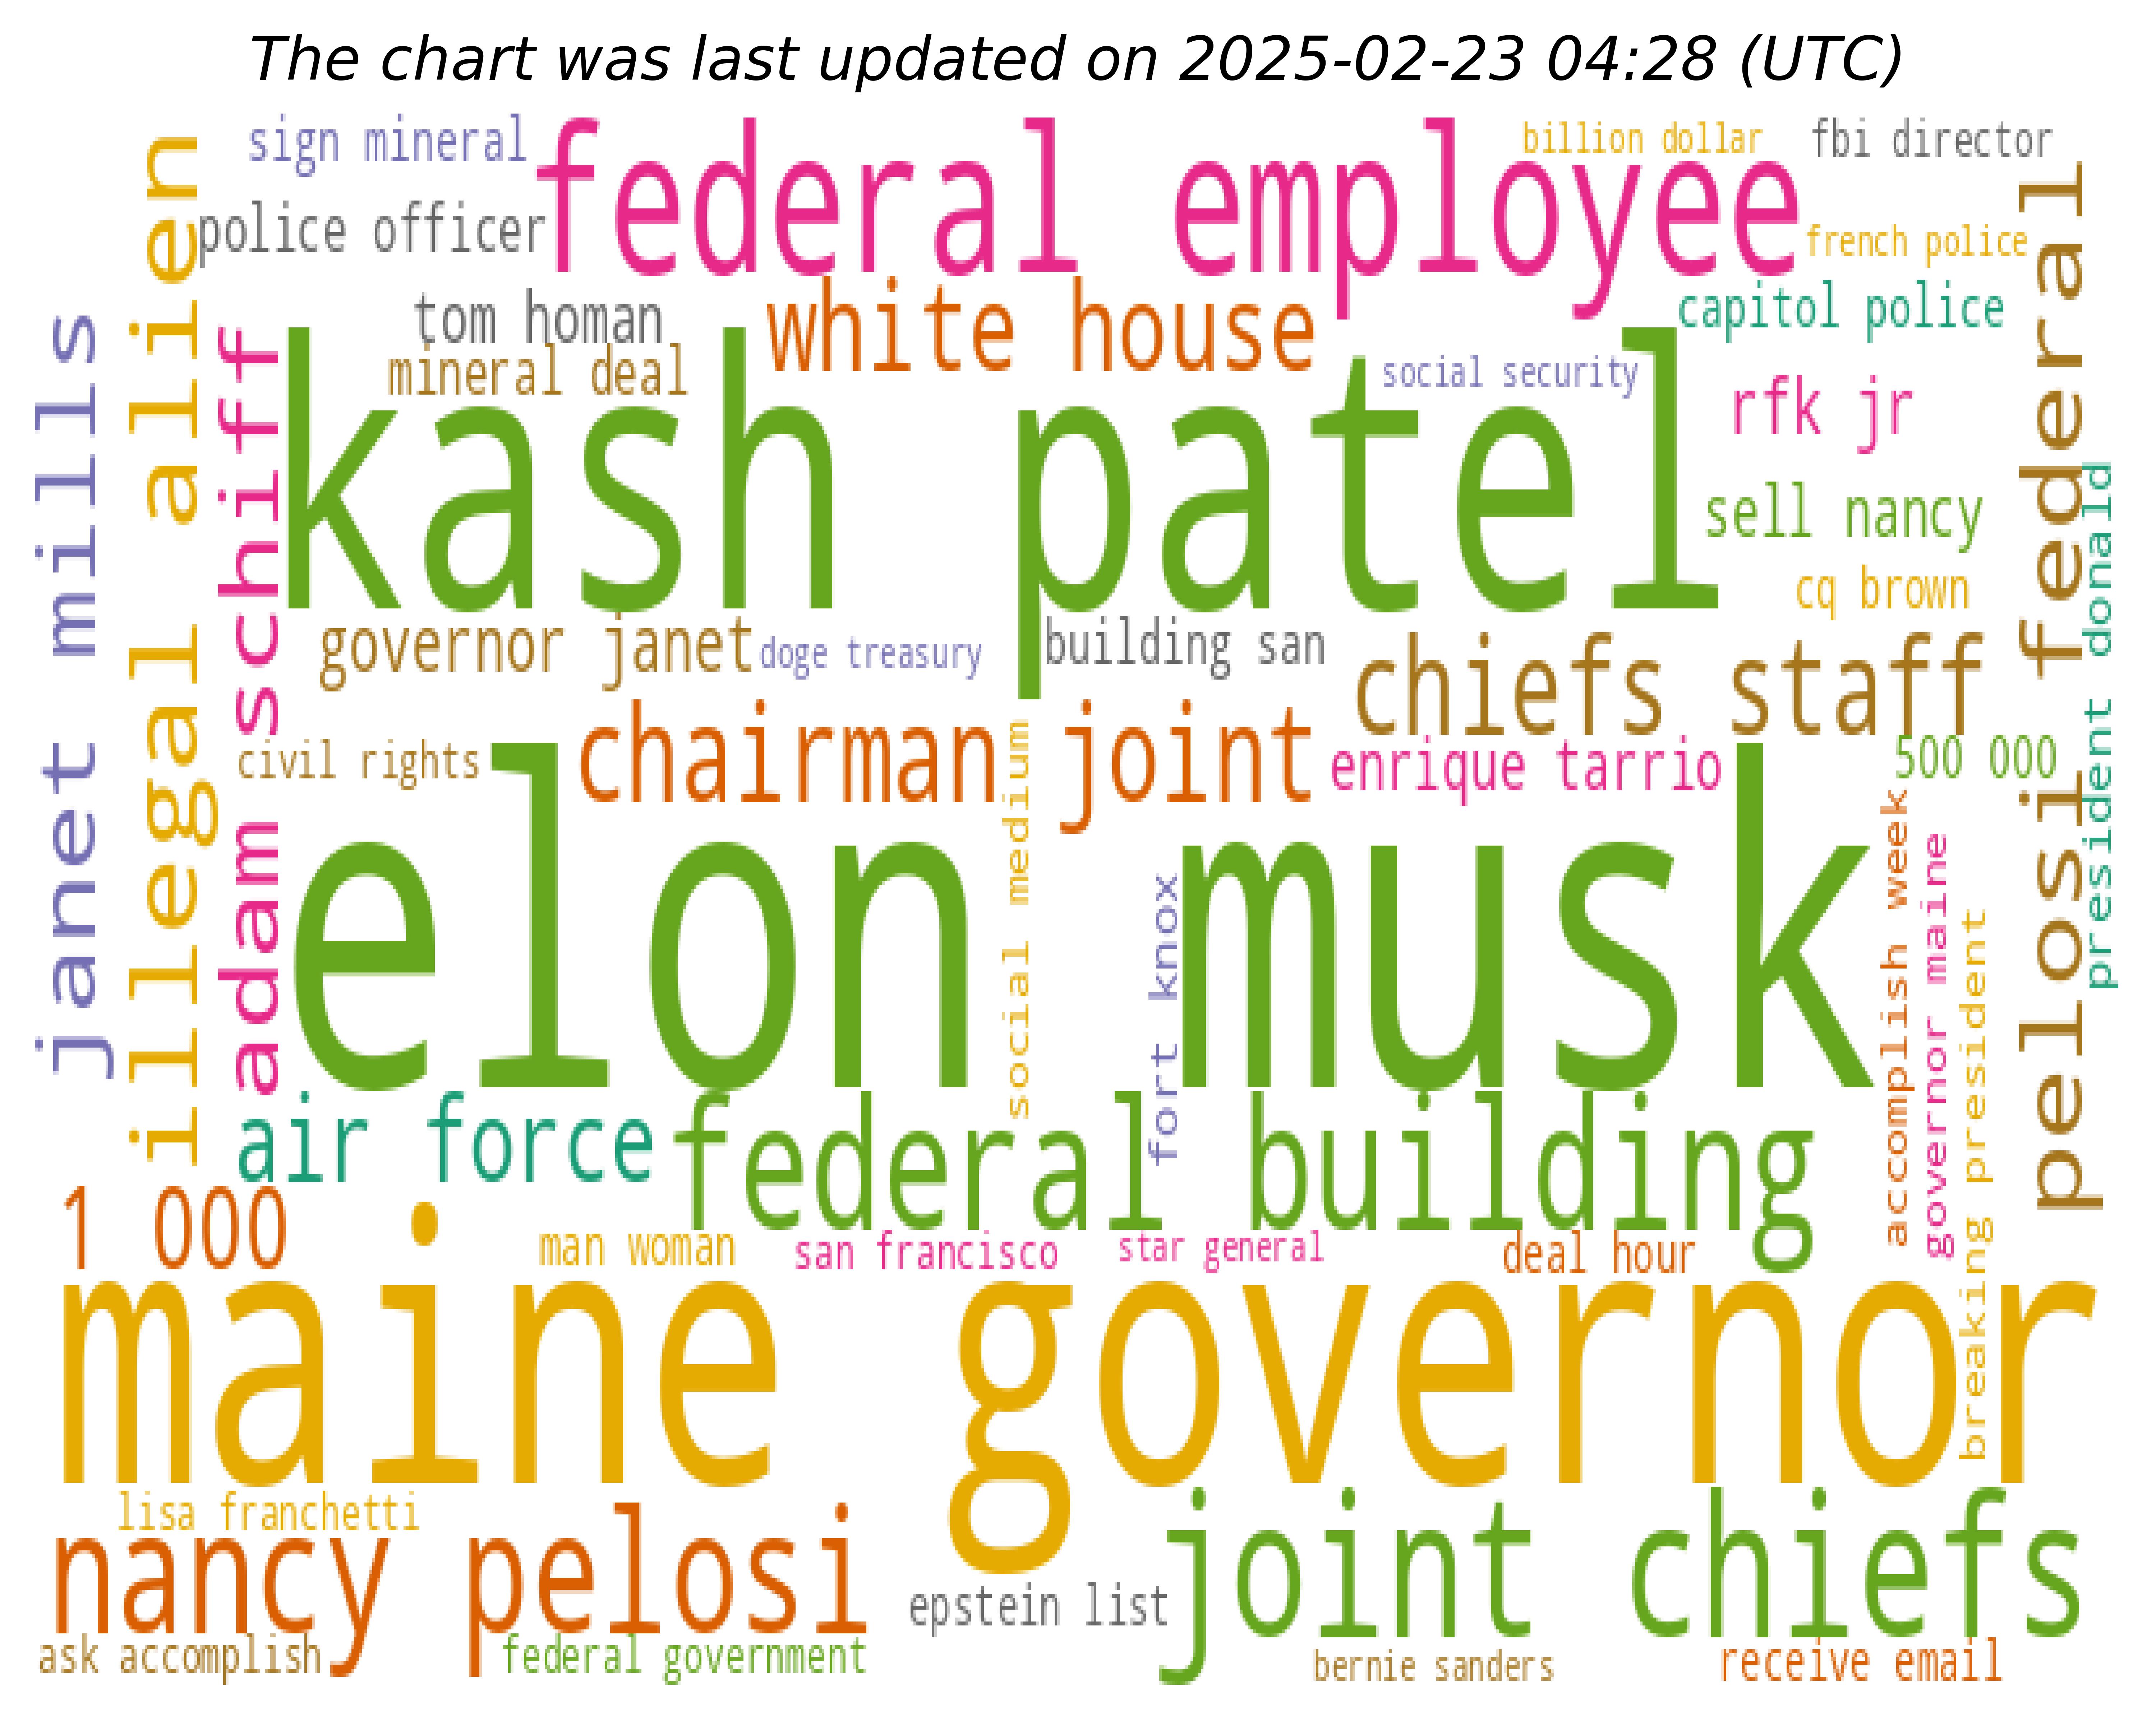 The chart was last updated on 2025-02-23 04:28 (UTC)
sign mineral
federal employee
billion dollar
fbi director
police officer
french police
tom homan
white house
capitol police
mineral deal
social security
rfk jr
kash patel
sell nancy
cq brown
janet mills
illegal alien
adam schiff
pelosi federal
president donald
governor janet
doge treasury
building san
chiefs staff
civil rights
chairman joint
enrique tarrio
500 000
elon musk
social medium
fort knox
accomplish week
governor maine
breaking president
air force
federal building
1 000
man woman
san francisco
star general
deal hour
maine governor
lisa franchetti
nancy pelosi
epstein list
joint chiefs
ask accomplish
federal government
bernie sanders
receive email